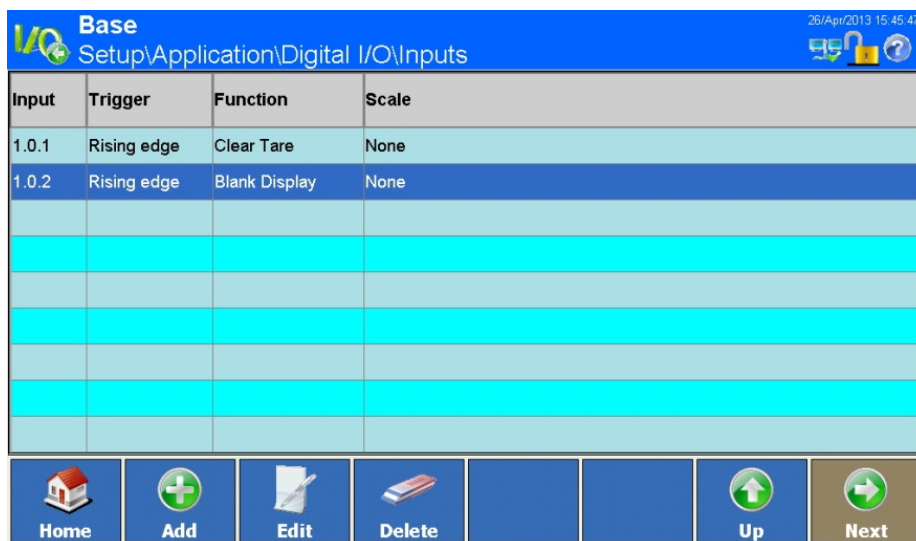 26/Apr/2013 15:45:47
I/O Base
Setup\Application\Digital I/O\Inputs
Input Trigger Function Scale
1.0.1 Rising edge Clear Tare None
1.0.2 Rising edge Blank Display None
Home Add Edit Delete Up Next